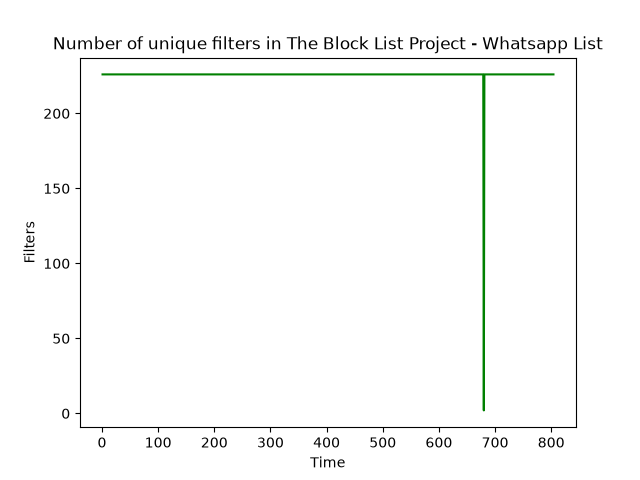 Number of unique filters in The Block List Project - Whatsapp List
Filters
200
150
100
50
0
0 100 200 300 400 500 600 700 800
Time